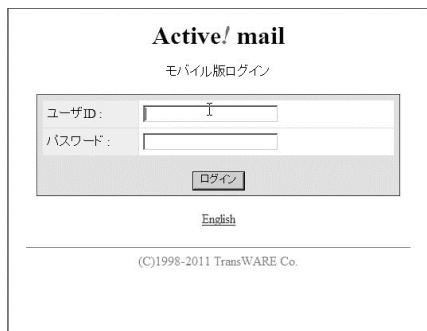 Active! mail
モバイル版ログイン
ユーザID :
パスワード :
ログイン
English
(C)1998-2011 TransWARE Co.